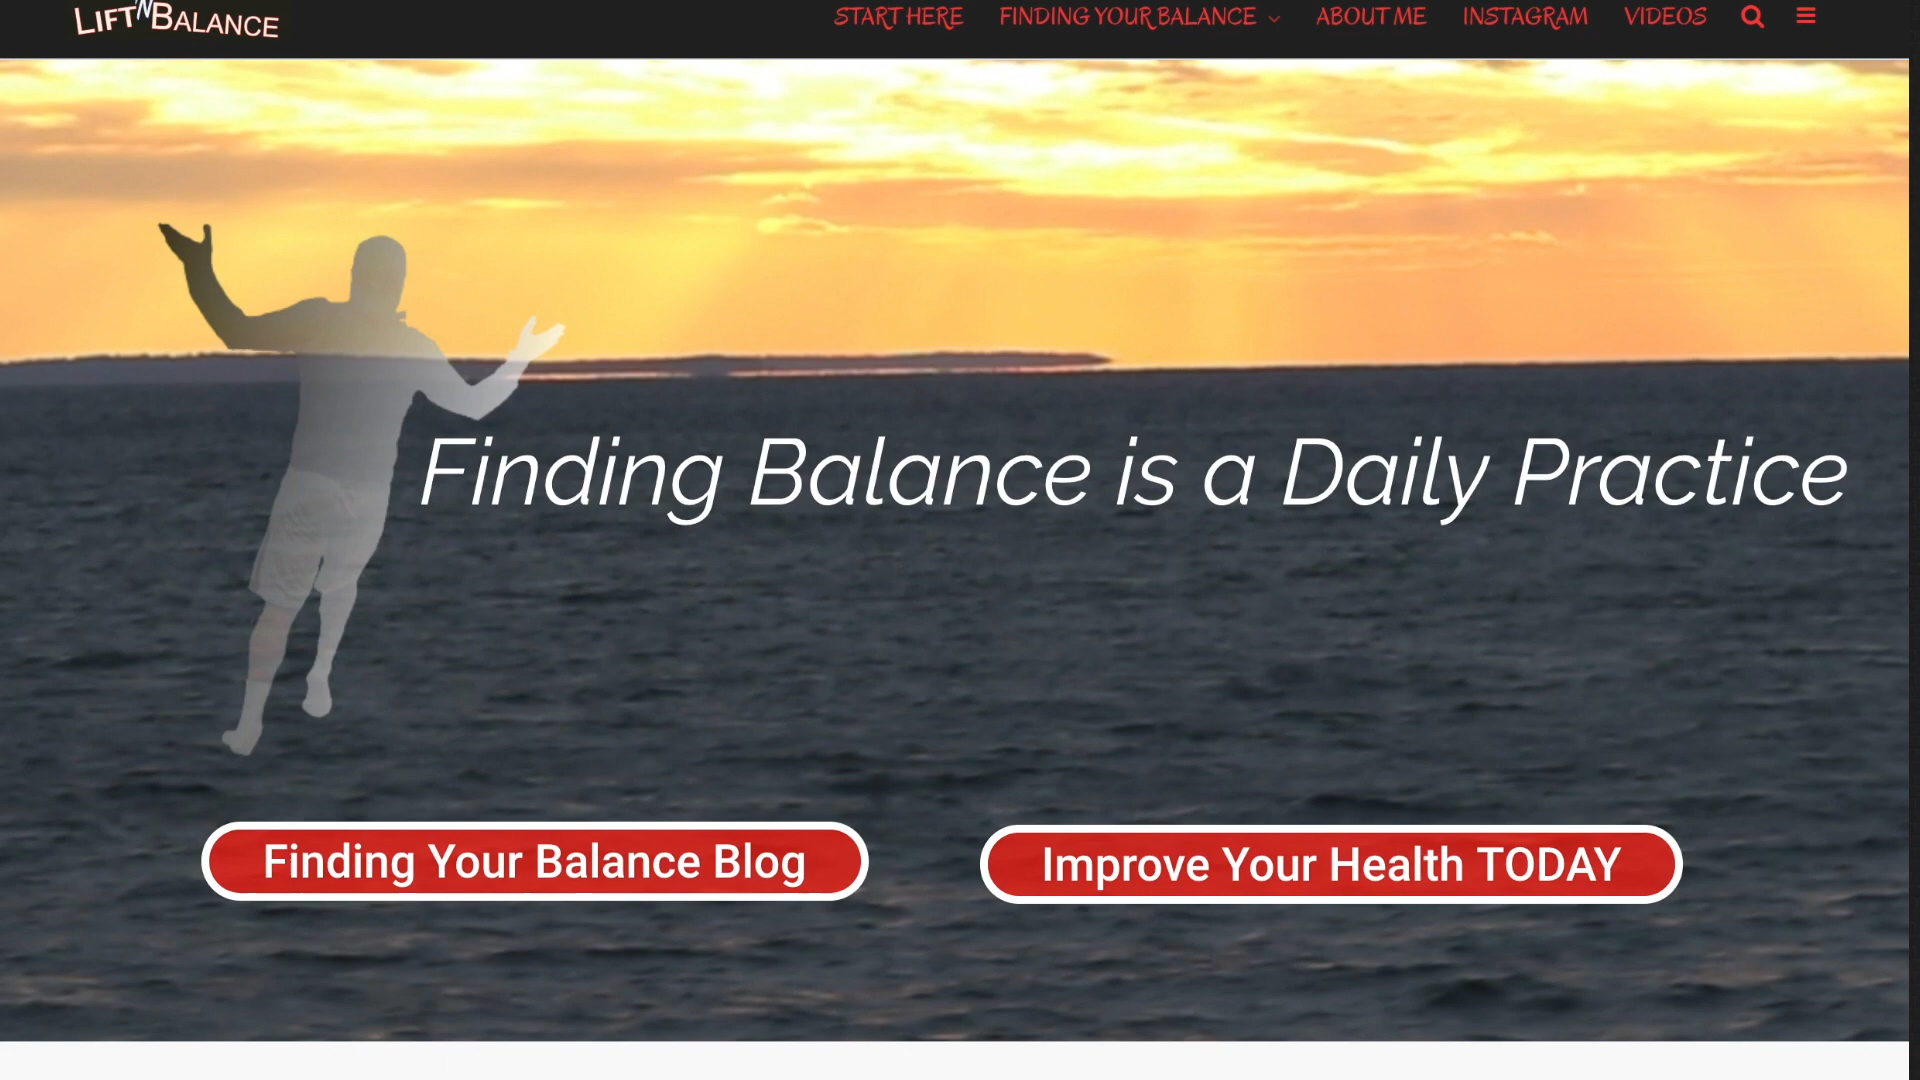 LIFT'N BALANCE
START HERE
FINDING YOUR BALANCE
ABOUT ME
INSTAGRAM
VIDEOS
Finding Balance is a Daily Practice
Finding Your Balance Blog
Improve Your Health TODAY